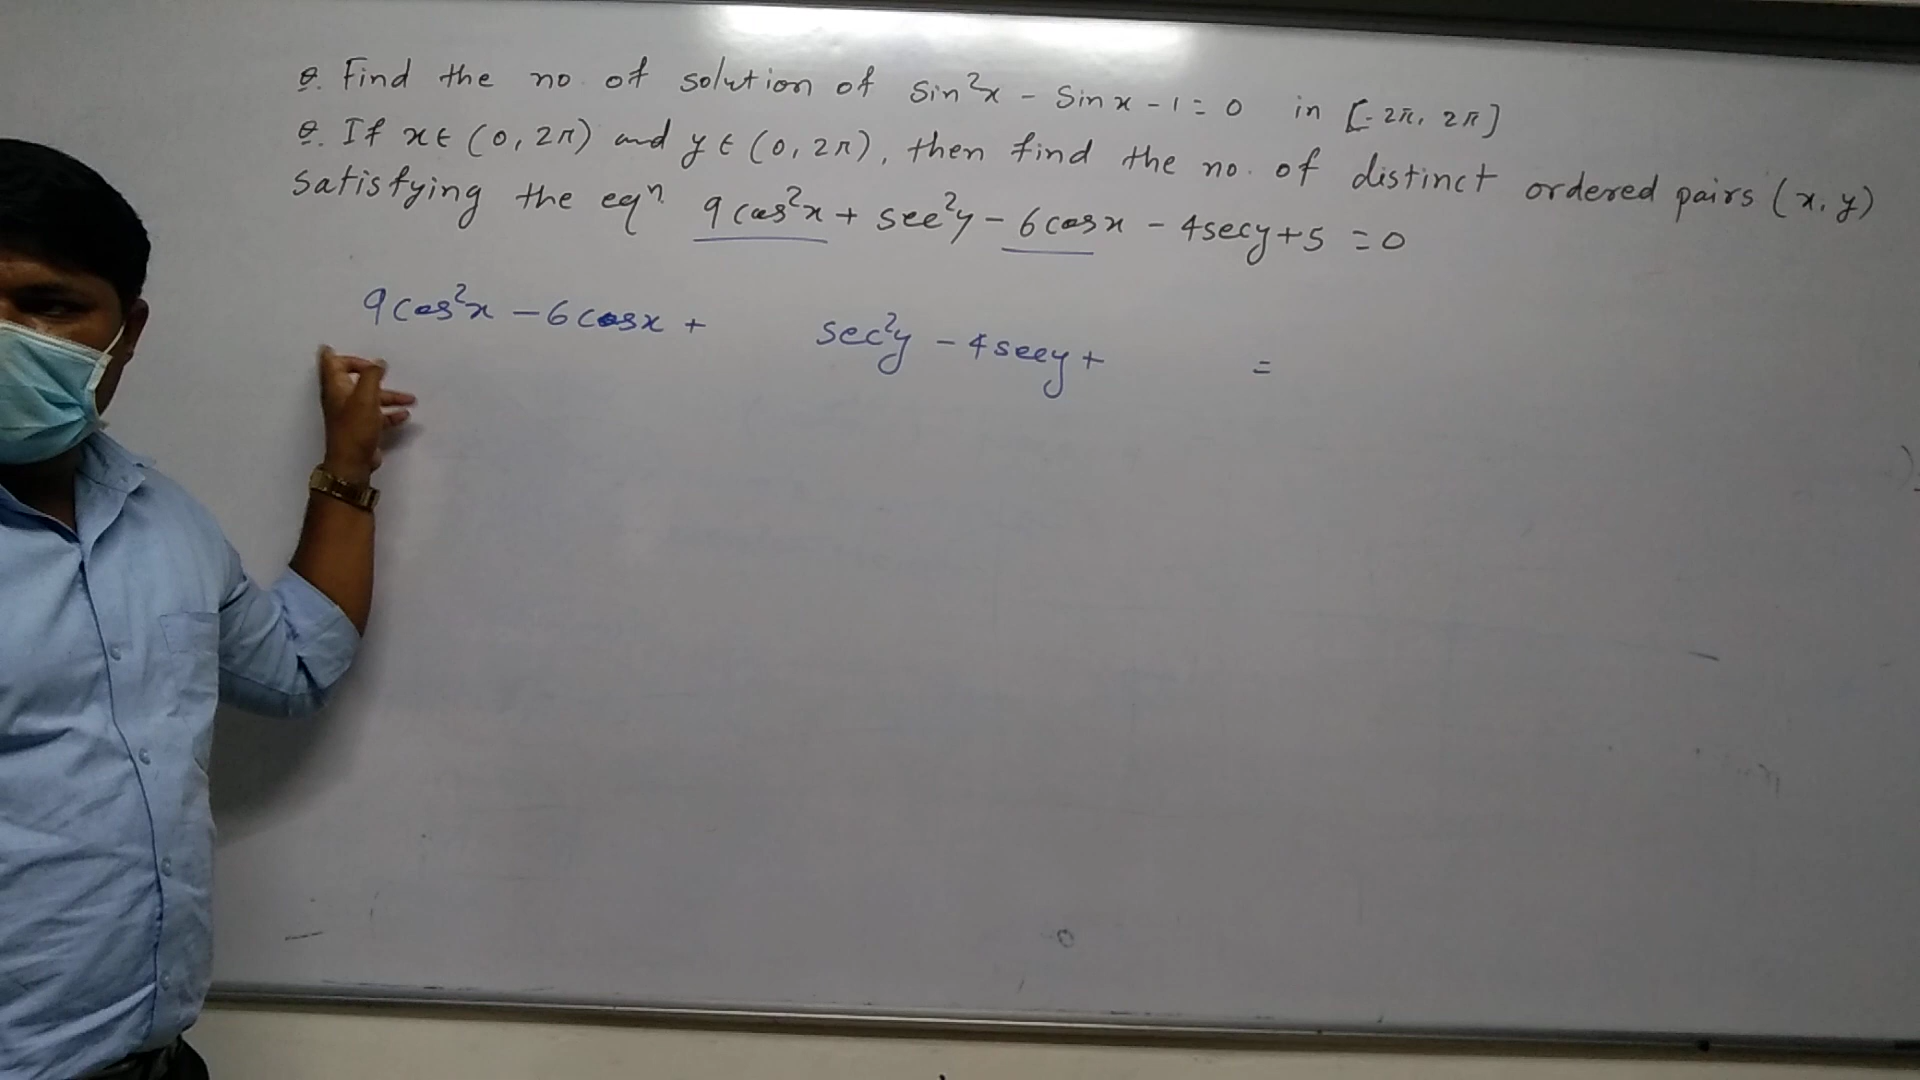 Q. Find the no. of solution of sin²x - sin x - 1 = 0 in [-2π, 2π]
Q. If x∈ (0, 2π) and y ∈ (0, 2π), then find the no. of distinct ordered pairs (x, y)
satisfying the eqⁿ 9cos²x + sec²y - 6cosx - 4secy + 5 = 0
9cos²x - 6cosx + sec²y - 4secy + =